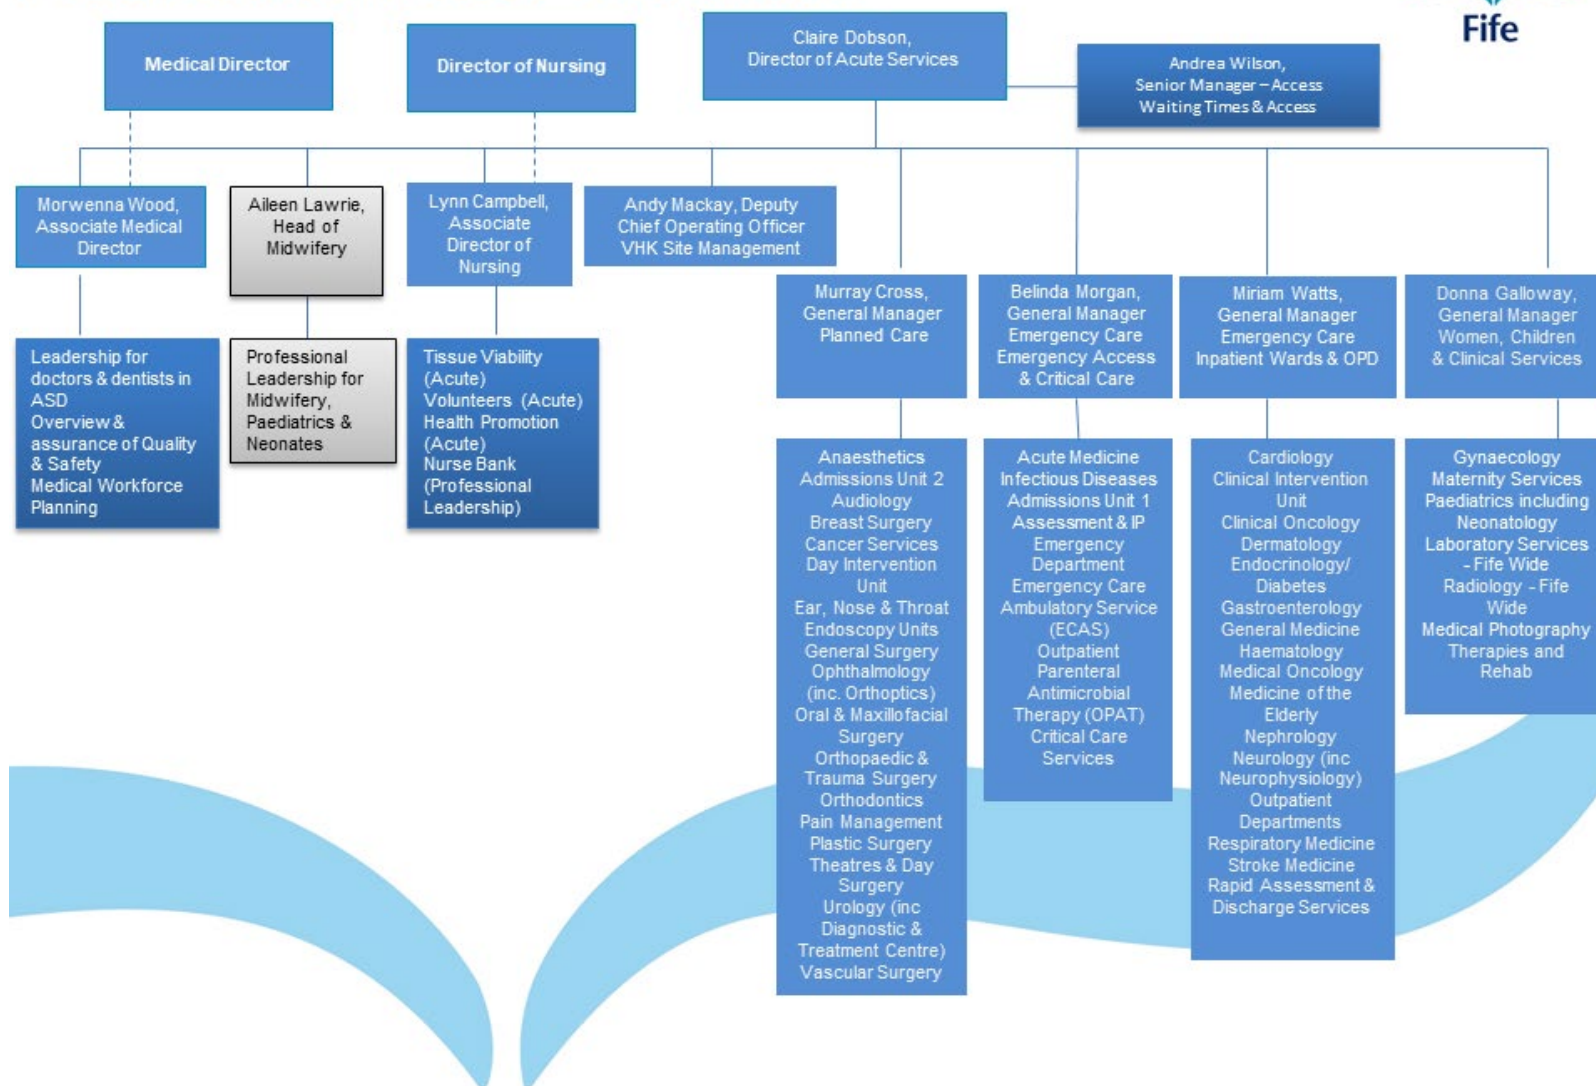 Fife
Medical Director
Director of Nursing
Claire Dobson,
Director of Acute Services
Andrea Wilson,
Senior Manager – Access
Waiting Times & Access
Morwenna Wood,
Associate Medical
Director
Aileen Lawrie,
Head of
Midwifery
Lynn Campbell,
Associate
Director of
Nursing
Andy Mackay, Deputy
Chief Operating Officer
VHK Site Management
Murray Cross,
General Manager
Planned Care
Belinda Morgan,
General Manager
Emergency Care
Emergency Access
& Critical Care
Miriam Watts,
General Manager
Emergency Care
Inpatient Wards & OPD
Donna Galloway,
General Manager
Women, Children
& Clinical Services
Leadership for
doctors & dentists in
ASD
Overview &
assurance of Quality
& Safety
Medical Workforce
Planning
Professional
Leadership for
Midwifery,
Paediatrics &
Neonates
Tissue Viability
(Acute)
Volunteers (Acute)
Health Promotion
(Acute)
Nurse Bank
(Professional
Leadership)
Anaesthetics
Admissions Unit 2
Audiology
Breast Surgery
Cancer Services
Day Intervention
Unit
Ear, Nose & Throat
Endoscopy Units
General Surgery
Ophthalmology
(inc. Orthoptics)
Oral & Maxillofacial
Surgery
Orthopaedic &
Trauma Surgery
Orthodontics
Pain Management
Plastic Surgery
Theatres & Day
Surgery
Urology (inc
Diagnostic &
Treatment Centre)
Vascular Surgery
Acute Medicine
Infectious Diseases
Admissions Unit 1
Assessment & IP
Emergency
Department
Emergency Care
Ambulatory Service
(ECAS)
Outpatient
Parenteral
Antimicrobial
Therapy (OPAT)
Critical Care
Services
Cardiology
Clinical Intervention
Unit
Clinical Oncology
Dermatology
Endocrinology/
Diabetes
Gastroenterology
General Medicine
Haematology
Medical Oncology
Medicine of the
Elderly
Nephrology
Neurology (inc
Neurophysiology)
Outpatient
Departments
Respiratory Medicine
Stroke Medicine
Rapid Assessment &
Discharge Services
Gynaecology
Maternity Services
Paediatrics including
Neonatology
Laboratory Services
- Fife Wide
Radiology - Fife
Wide
Medical Photography
Therapies and
Rehab